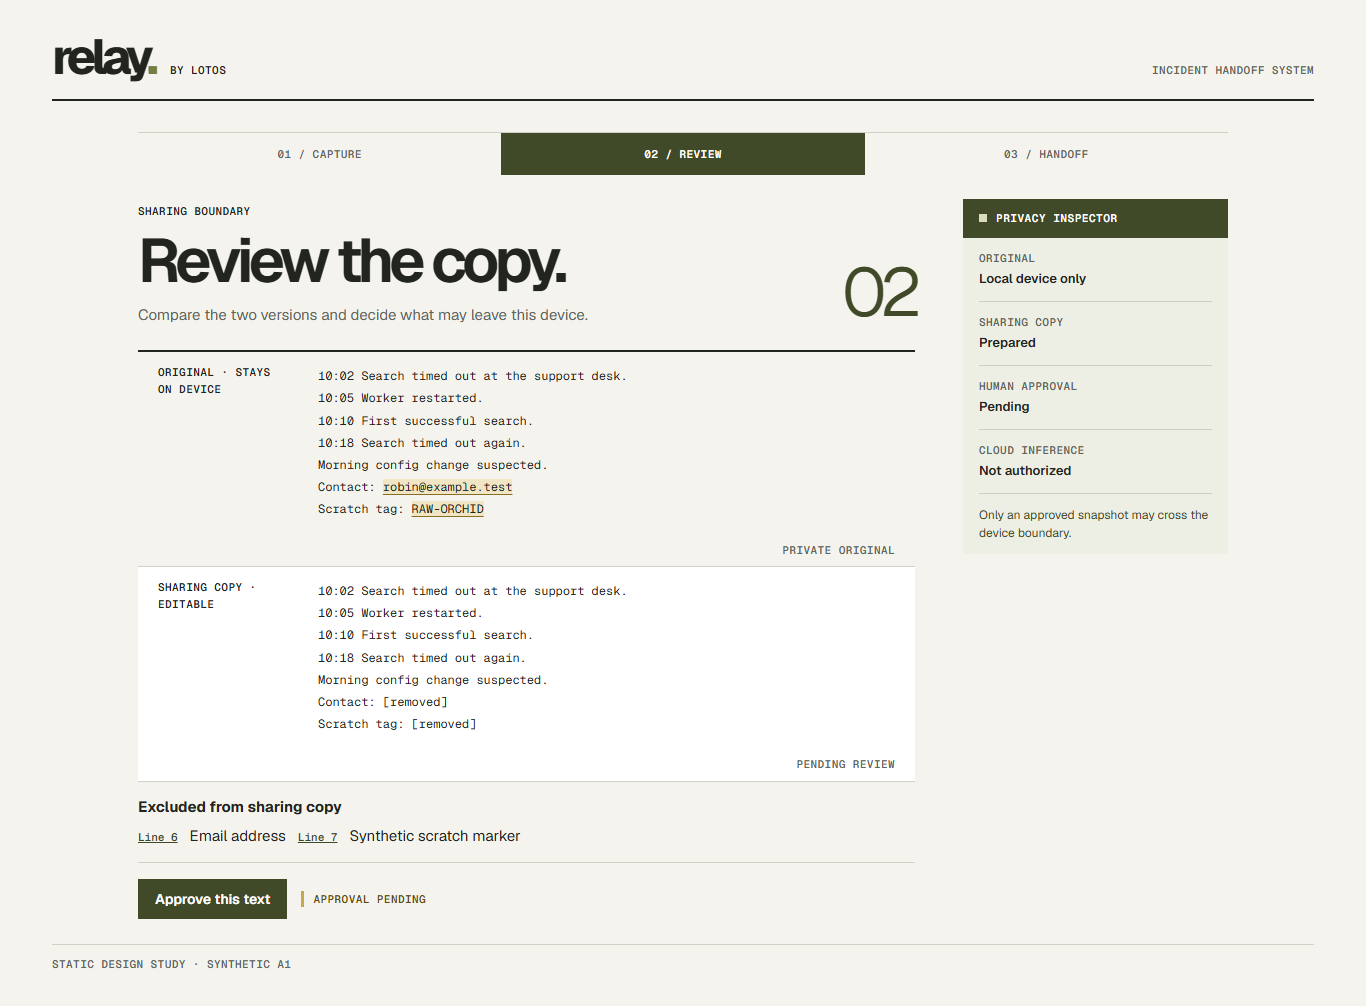 relay. BY LOTOS
INCIDENT HANDOFF SYSTEM
01 / CAPTURE
02 / REVIEW
03 / HANDOFF
SHARING BOUNDARY
Review the copy.
Compare the two versions and decide what may leave this device.
02
ORIGINAL · STAYS
ON DEVICE
10:02 Search timed out at the support desk.
10:05 Worker restarted.
10:10 First successful search.
10:18 Search timed out again.
Morning config change suspected.
Contact: robin@example.test
Scratch tag: RAW-ORCHID
PRIVATE ORIGINAL
SHARING COPY ·
EDITABLE
10:02 Search timed out at the support desk.
10:05 Worker restarted.
10:10 First successful search.
10:18 Search timed out again.
Morning config change suspected.
Contact: [removed]
Scratch tag: [removed]
PENDING REVIEW
Excluded from sharing copy
Line 6 Email address Line 7 Synthetic scratch marker
Approve this text
APPROVAL PENDING
PRIVACY INSPECTOR
ORIGINAL
Local device only
SHARING COPY
Prepared
HUMAN APPROVAL
Pending
CLOUD INFERENCE
Not authorized
Only an approved snapshot may cross the
device boundary.
STATIC DESIGN STUDY · SYNTHETIC A1